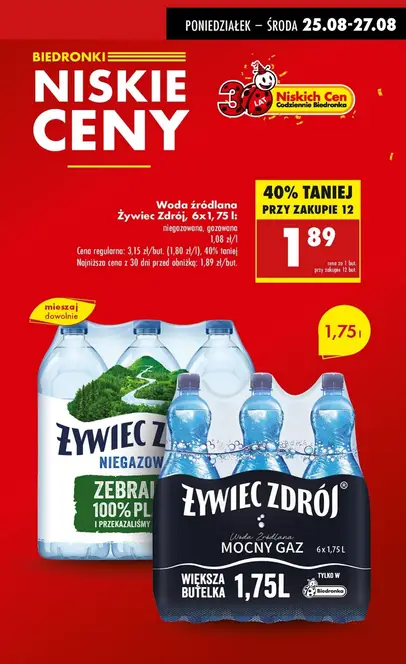 PONIEDZIAŁEK – ŚRODA 25.08-27.08
BIEDRONKI
NISKIE
CENY
30 LAT
Niskich Cen
Codziennie Biedronka
Woda źródlana
Żywiec Zdrój, 6x1,75 l:
niegazowana, gazowana
1,08 zł/l
Cena regularna: 3,15 zł/but. (1,80 zł/l), 40% taniej
Najniższa cena z 30 dni przed obniżką: 1,89 zł/but.
40% TANIEJ
PRZY ZAKUPIE 12
1 89
cena za 1 but.
przy zakupie 12 but.
mieszaj
dowolnie
1,75 l
ŻYWIEC Z
NIEGAZOW
ZEBRAL
100% PL
I PRZEKAZALIŚMY
ŻYWIEC ZDRÓJ®
Woda Źródlana
MOCNY GAZ
6 x 1,75 L
WIĘKSZA
BUTELKA
1,75L
TYLKO W
Biedronka